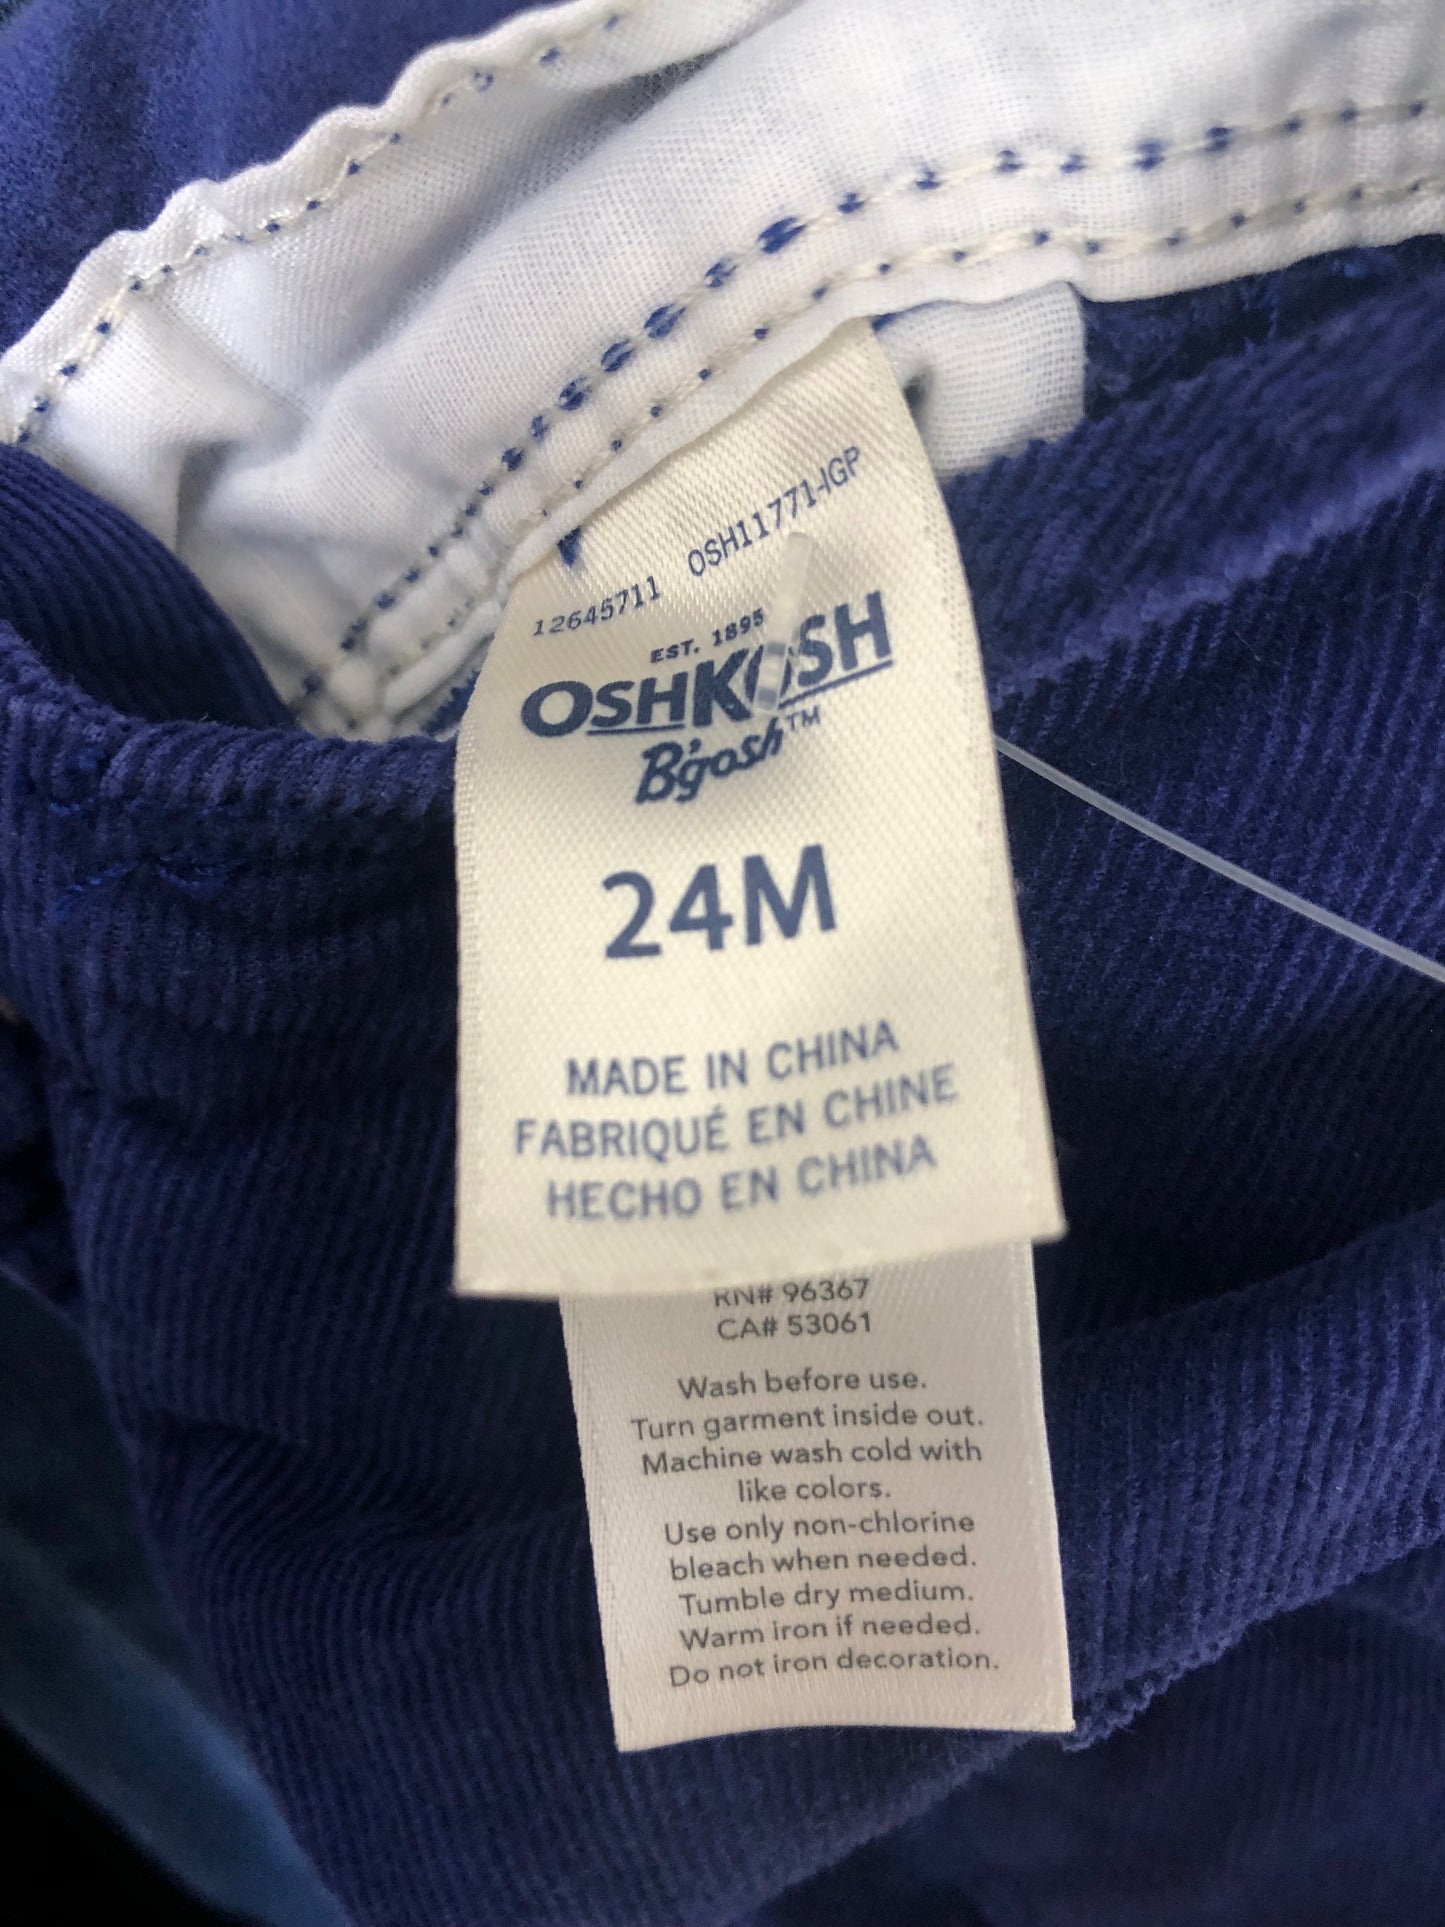 12645711 OSH11771-IGP
EST. 1895
OSHKOSH
B'gosh™
24M
MADE IN CHINA
FABRIQUÉ EN CHINE
HECHO EN CHINA
RN# 96367
CA# 53061
Wash before use.
Turn garment inside out.
Machine wash cold with
like colors.
Use only non-chlorine
bleach when needed.
Tumble dry medium.
Warm iron if needed.
Do not iron decoration.